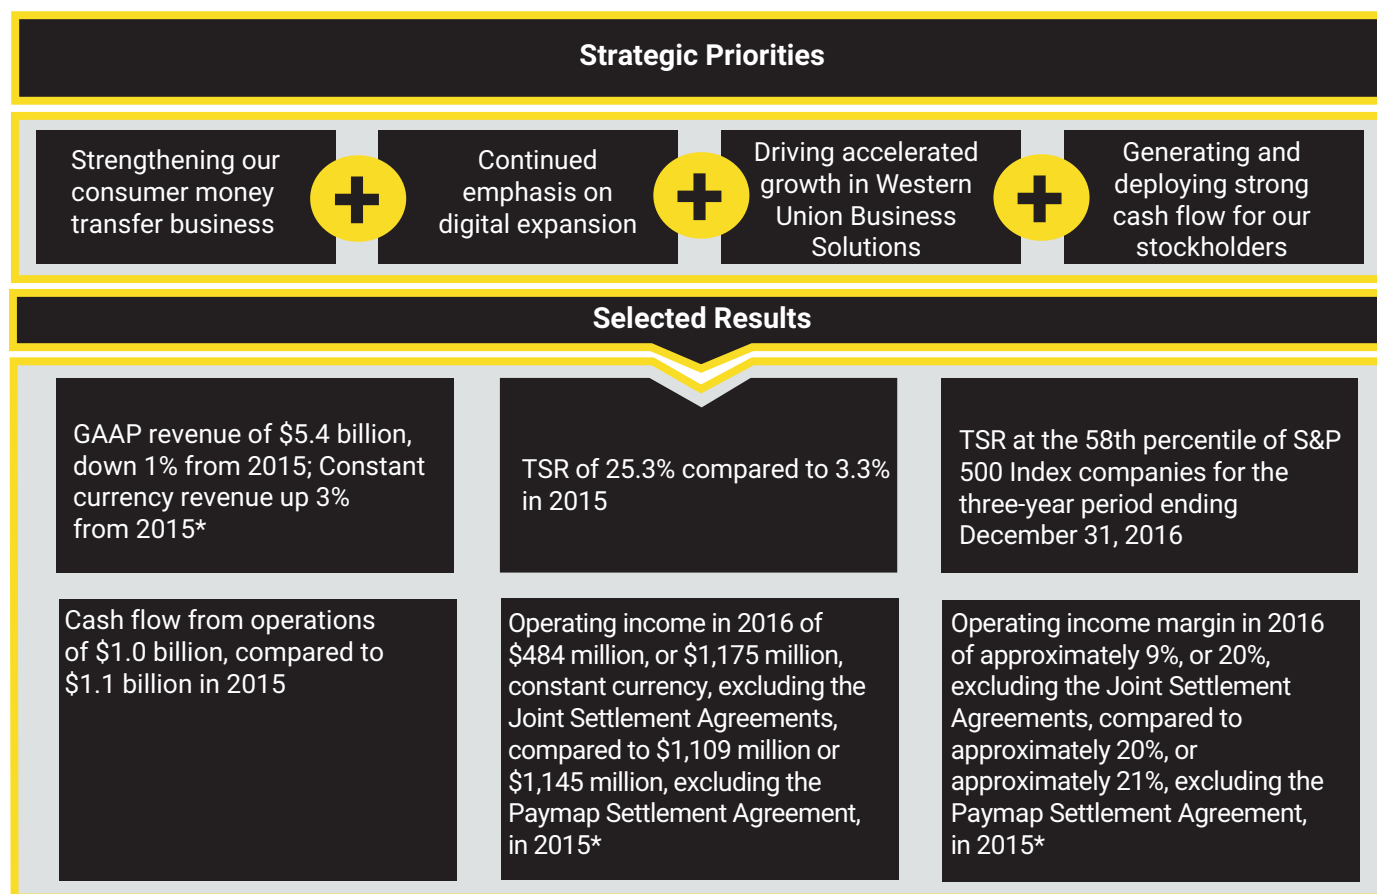 Strategic Priorities
Strengthening our
consumer money
transfer business
Continued
emphasis on
digital expansion
Driving accelerated
growth in Western
Union Business
Solutions
Generating and
deploying strong
cash flow for our
stockholders
Selected Results
GAAP revenue of $5.4 billion,
down 1% from 2015; Constant
currency revenue up 3%
from 2015*
TSR of 25.3% compared to 3.3%
in 2015
TSR at the 58th percentile of S&P
500 Index companies for the
three-year period ending
December 31, 2016
Cash flow from operations
of $1.0 billion, compared to
$1.1 billion in 2015
Operating income in 2016 of
$484 million, or $1,175 million,
constant currency, excluding the
Joint Settlement Agreements,
compared to $1,109 million or
$1,145 million, excluding the
Paymap Settlement Agreement,
in 2015*
Operating income margin in 2016
of approximately 9%, or 20%,
excluding the Joint Settlement
Agreements, compared to
approximately 20%, or
approximately 21%, excluding the
Paymap Settlement Agreement,
in 2015*